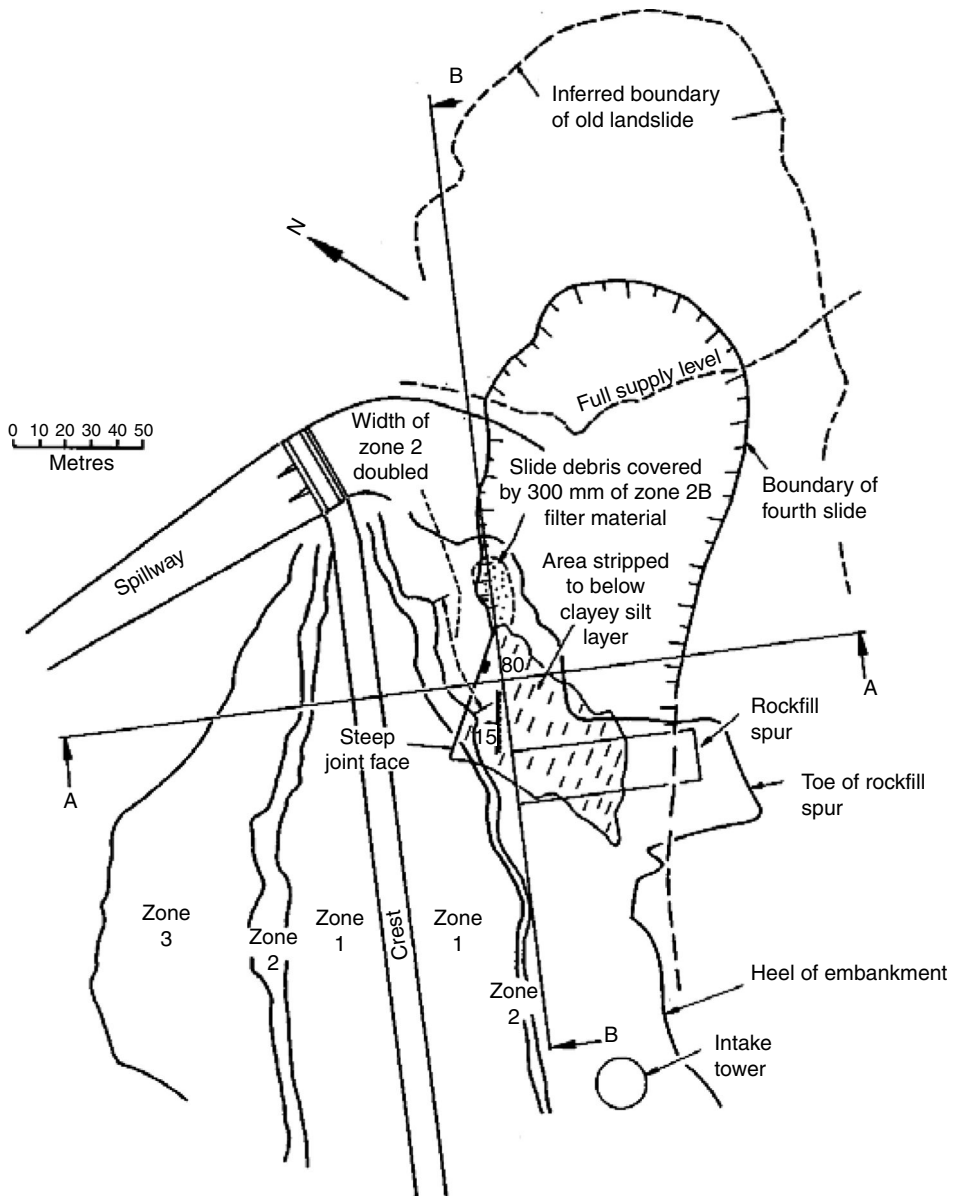 B
Inferred boundary
of old landslide
N
Full supply level
0 10 20 30 40 50
Metres
Width of
zone 2
doubled
Slide debris covered
by 300 mm of zone 2B
filter material
Boundary of
fourth slide
Spillway
Area stripped
to below
clayey silt
layer
80
A
Rockfill
spur
15
Steep
joint face
A
Toe of rockfill
spur
Zone
3
Zone
2
Zone
1
Crest
Zone
1
Zone
2
Heel of embankment
B
Intake
tower